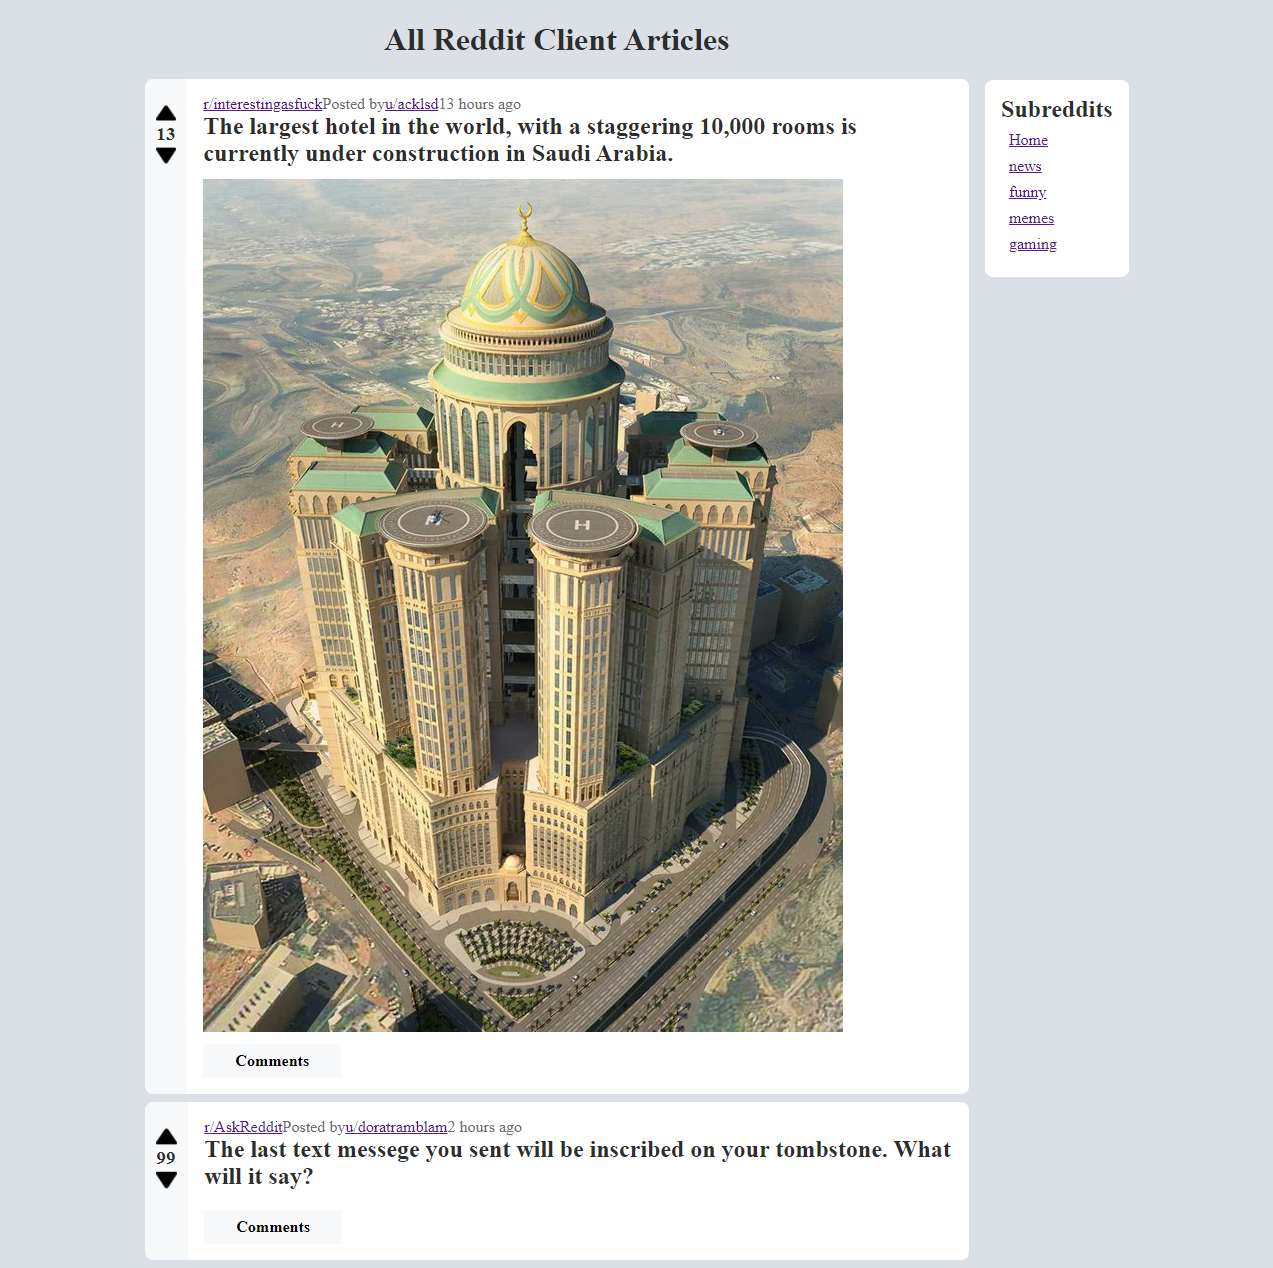 All Reddit Client Articles
13
r/interestingasfuckPosted byu/acklsd13 hours ago
The largest hotel in the world, with a staggering 10,000 rooms is
currently under construction in Saudi Arabia.
H
H
H
Comments
99
r/AskRedditPosted byu/doratramblam2 hours ago
The last text messege you sent will be inscribed on your tombstone. What
will it say?
Comments
Subreddits
Home
news
funny
memes
gaming